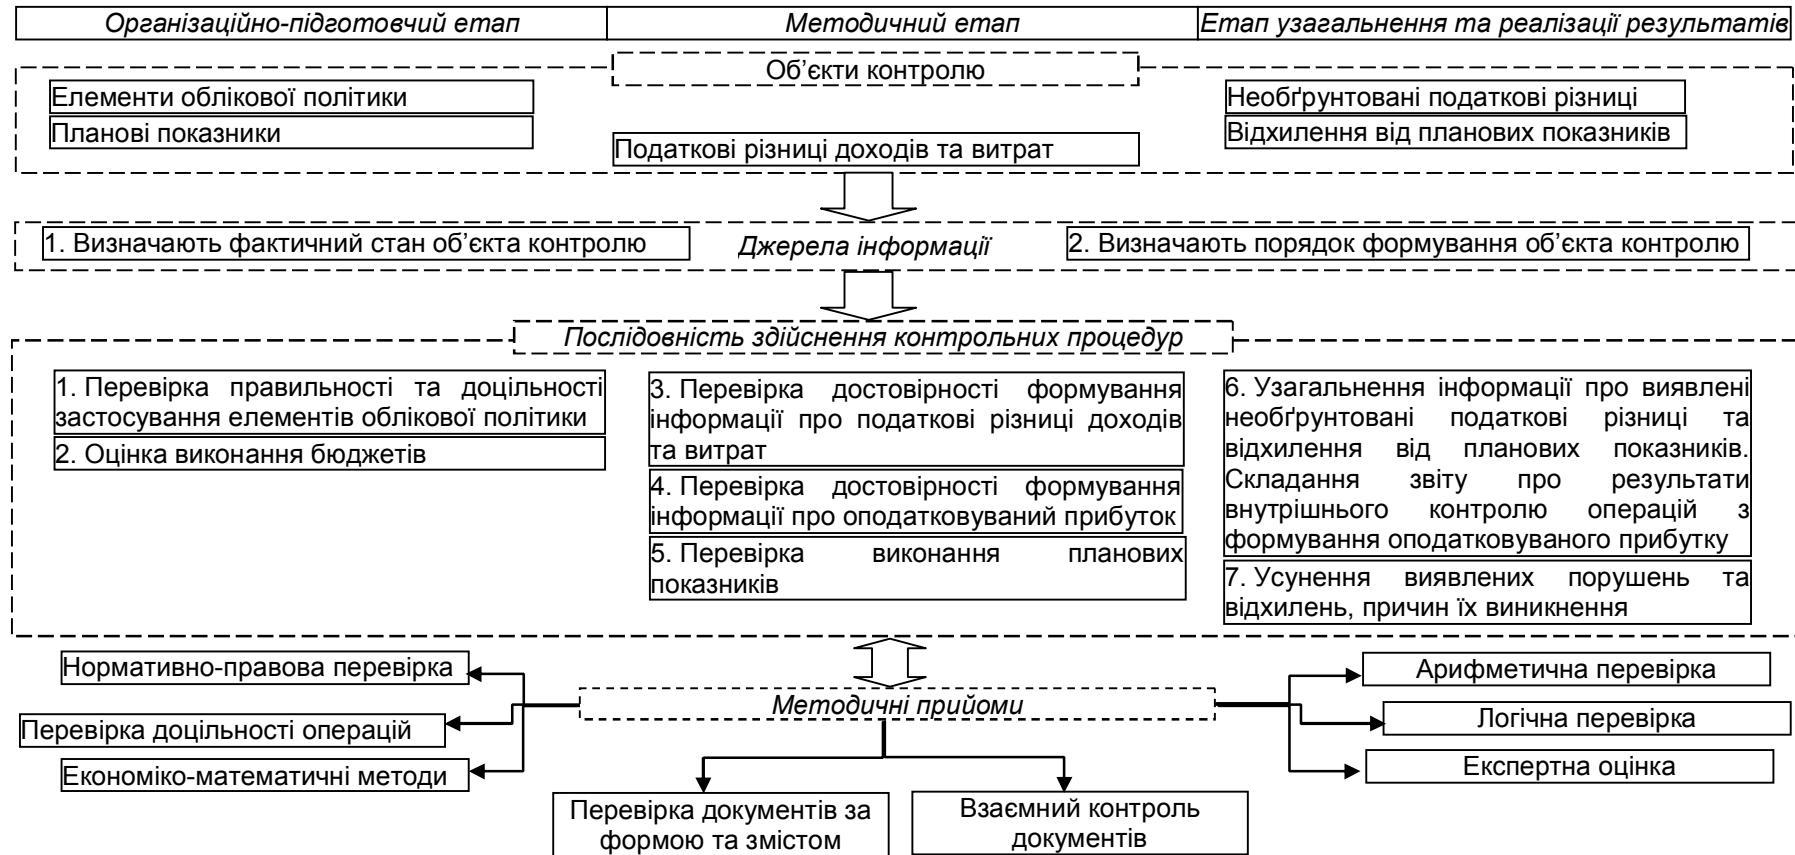 Організаційно-підготовчий етап
Методичний етап
Етап узагальнення та реалізації результатів
Об’єкти контролю
Елементи облікової політики
Планові показники
Податкові різниці доходів та витрат
Необґрунтовані податкові різниці
Відхилення від планових показників
1. Визначають фактичний стан об’єкта контролю
Джерела інформації
2. Визначають порядок формування об’єкта контролю
Послідовність здійснення контрольних процедур
1. Перевірка правильності та доцільності
застосування елементів облікової політики
2. Оцінка виконання бюджетів
3. Перевірка достовірності формування
інформації про податкові різниці доходів
та витрат
4. Перевірка достовірності формування
інформації про оподатковуваний прибуток
5. Перевірка виконання планових
показників
6. Узагальнення інформації про виявлені
необґрунтовані податкові різниці та
відхилення від планових показників.
Складання звіту про результати
внутрішнього контролю операцій з
формування оподатковуваного прибутку
7. Усунення виявлених порушень та
відхилень, причин їх виникнення
Нормативно-правова перевірка
Перевірка доцільності операцій
Економіко-математичні методи
Методичні прийоми
Перевірка документів за
формою та змістом
Взаємний контроль
документів
Арифметична перевірка
Логічна перевірка
Експертна оцінка